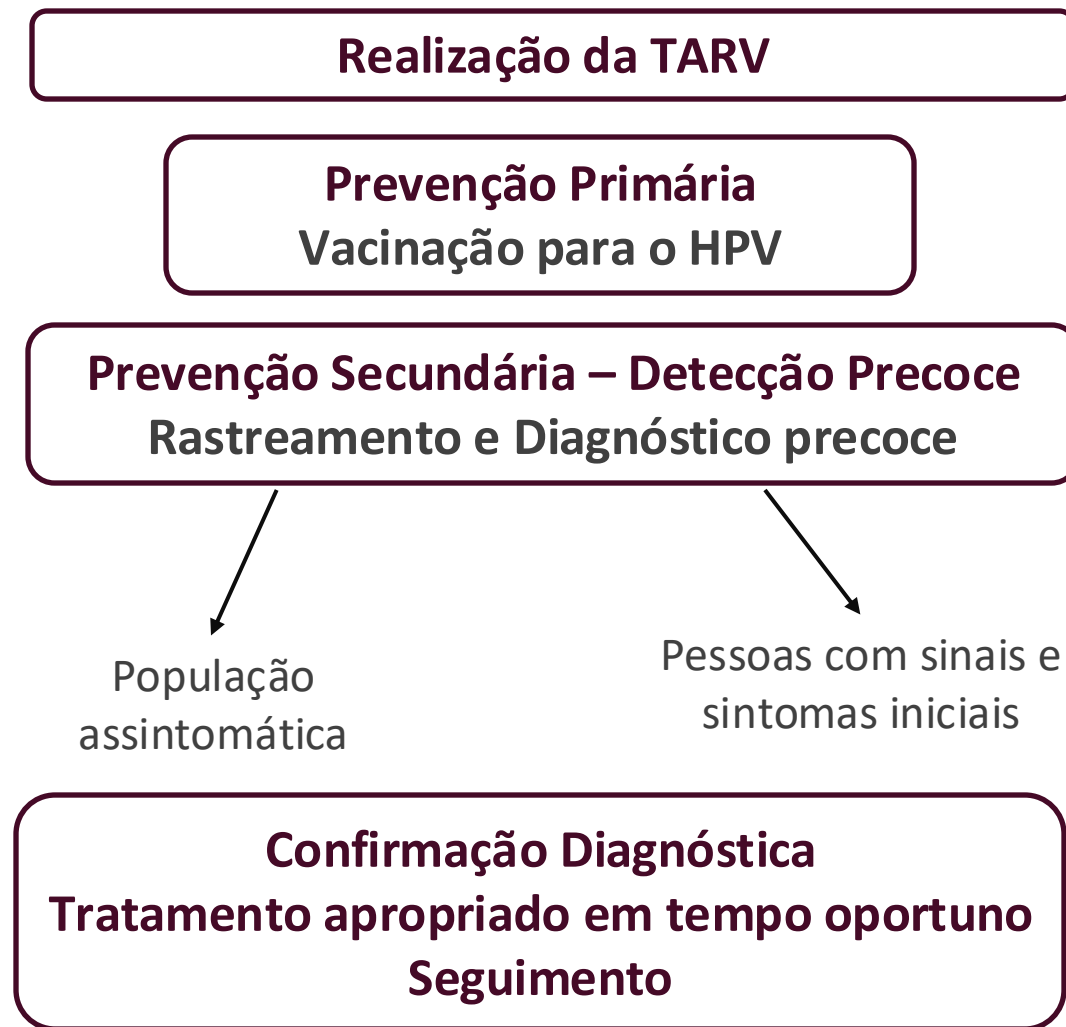 Realização da TARV
Prevenção Primária
Vacinação para o HPV
Prevenção Secundária – Detecção Precoce
Rastreamento e Diagnóstico precoce
População
assintomática
Pessoas com sinais e
sintomas iniciais
Confirmação Diagnóstica
Tratamento apropriado em tempo oportuno
Seguimento